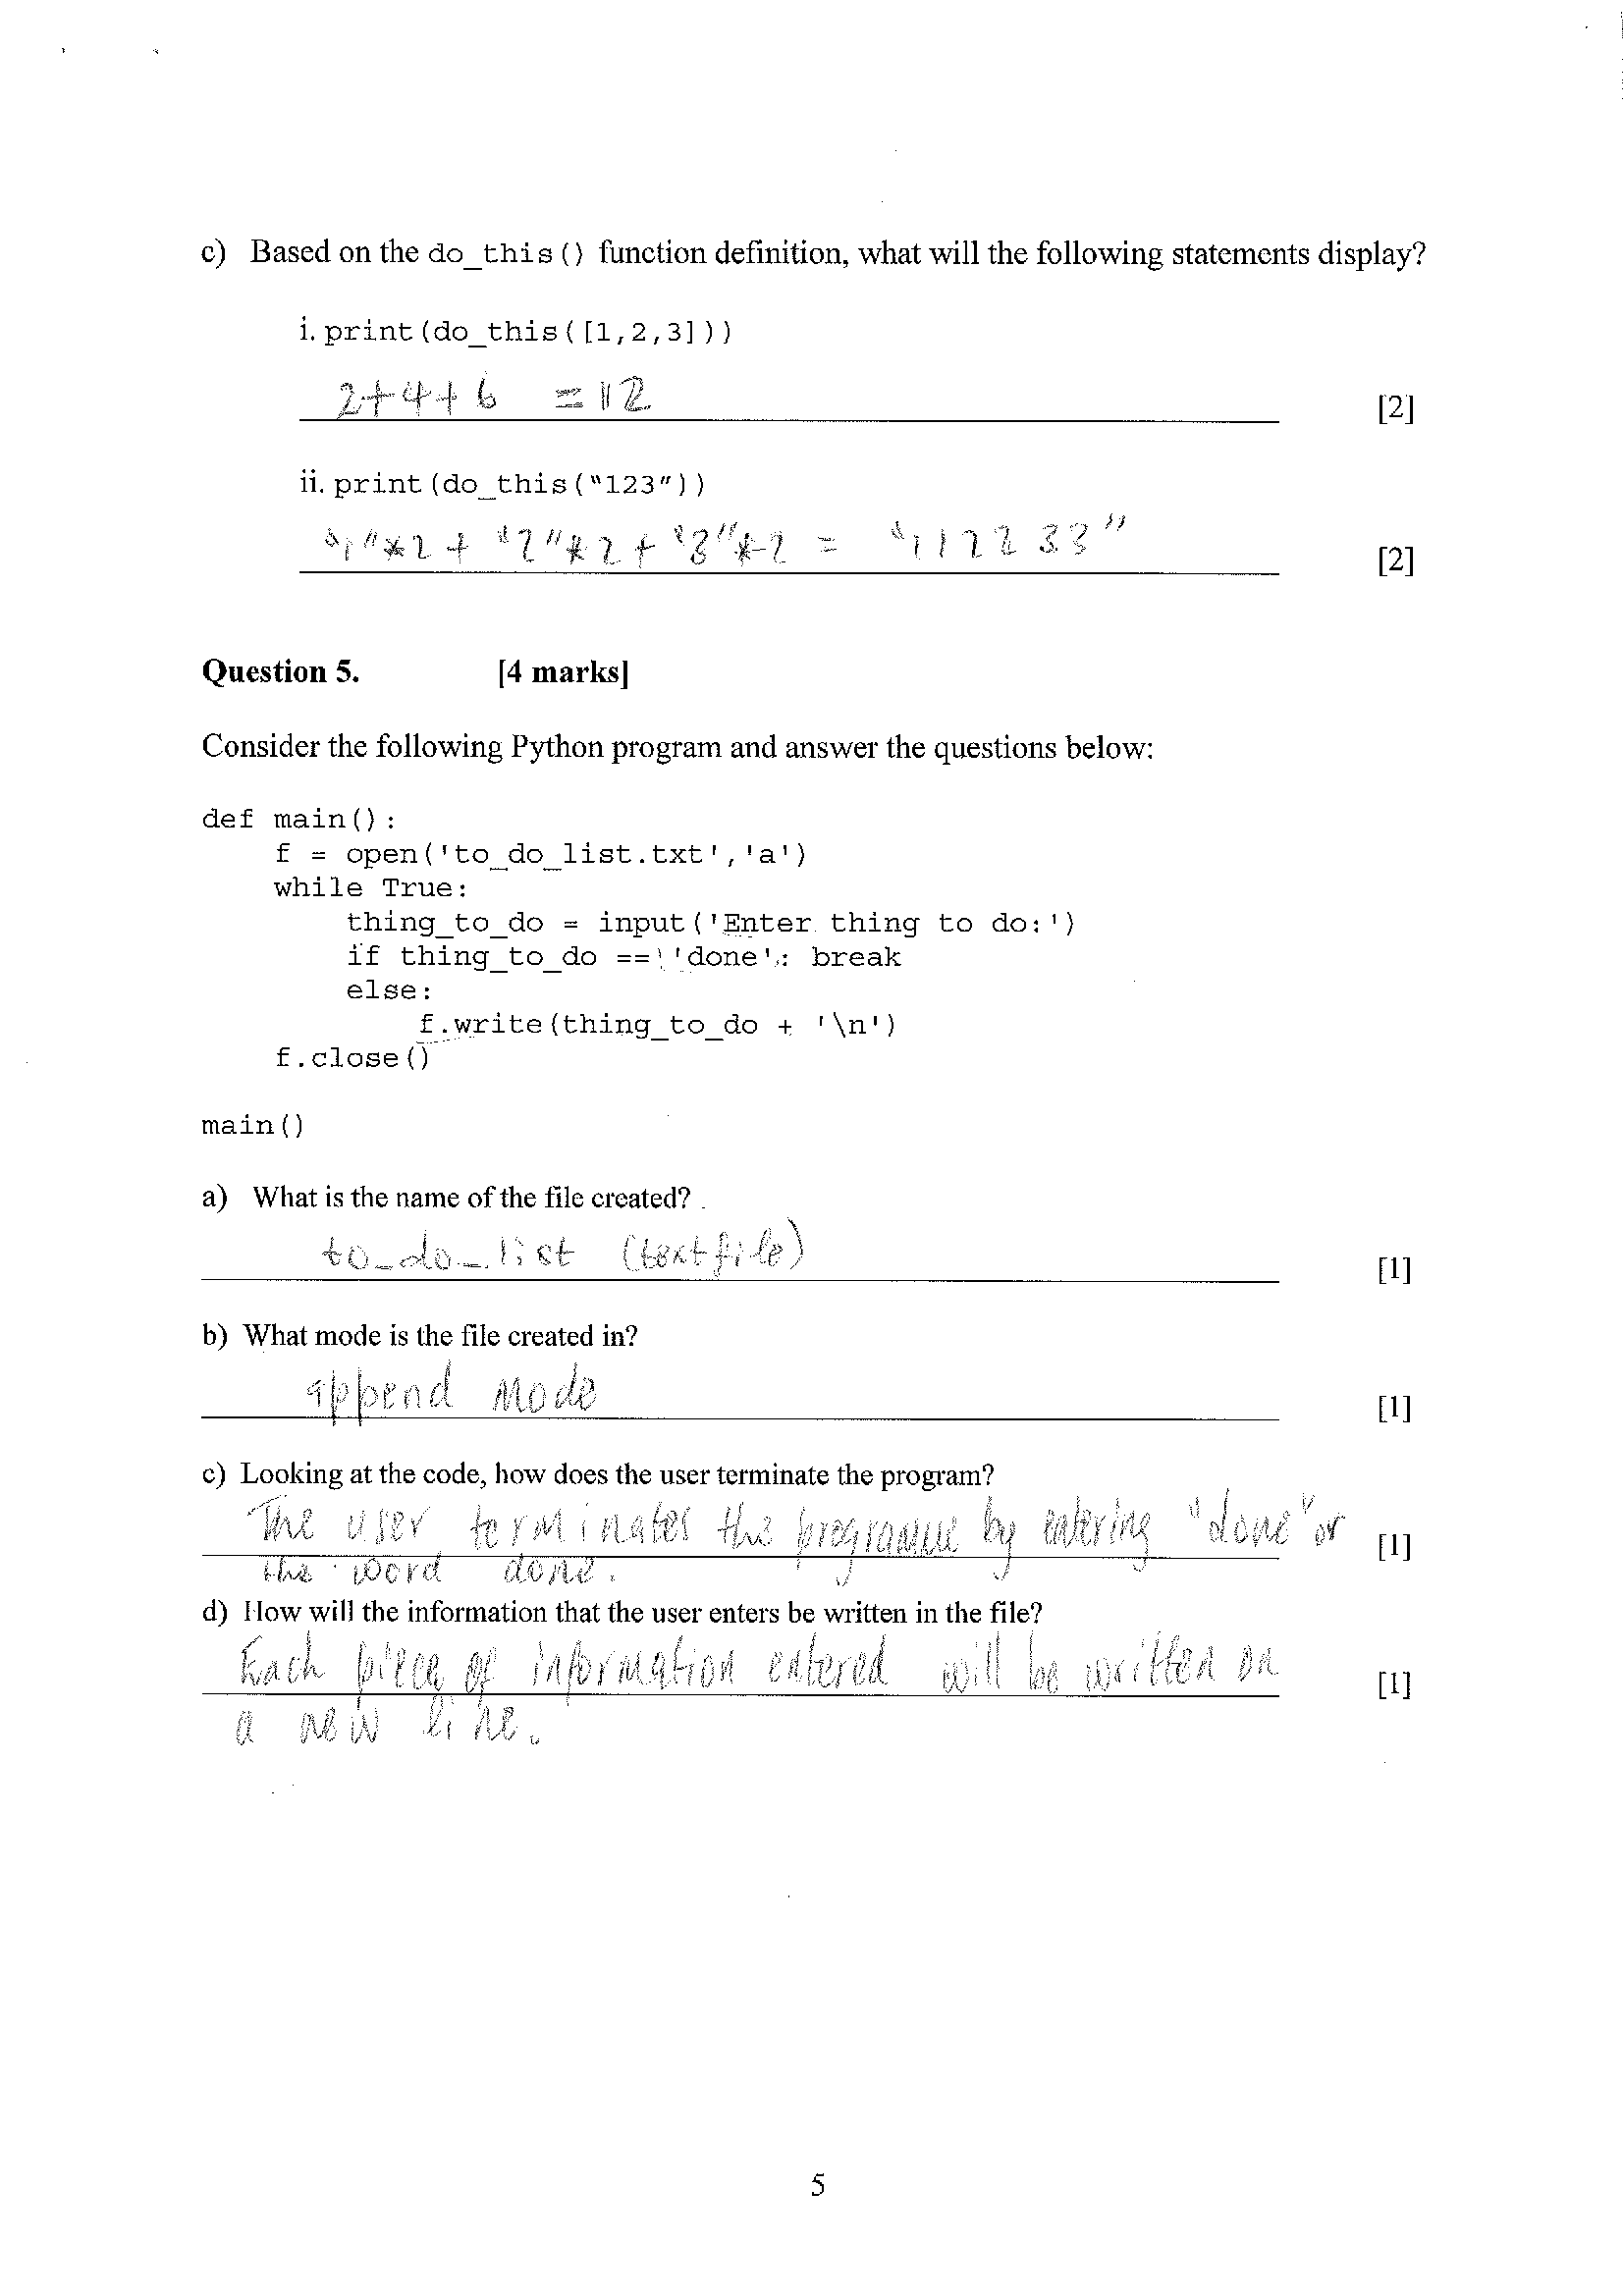 c) Based on the do_this() function definition, what will the following statements display?
i. print(do_this([1,2,3]))
2+4+6 =12
[2]
ii. print(do_this("123"))
"1"*2 + "2"*2 + "3"*2 = "112233"
[2]
Question 5. [4 marks]
Consider the following Python program and answer the questions below:
def main():
    f = open('to_do_list.txt','a')
    while True:
        thing_to_do = input('Enter thing to do:')
        if thing_to_do == 'done': break
        else:
            f.write(thing_to_do + '\n')
    f.close()
main()
a) What is the name of the file created?
to_do_list (textfile)
[1]
b) What mode is the file created in?
append mode
[1]
c) Looking at the code, how does the user terminate the program?
The user terminates the programme by entering "done" or
[1]
the word done.
d) How will the information that the user enters be written in the file?
Each piece of information entered will be written on
[1]
a new line.
5